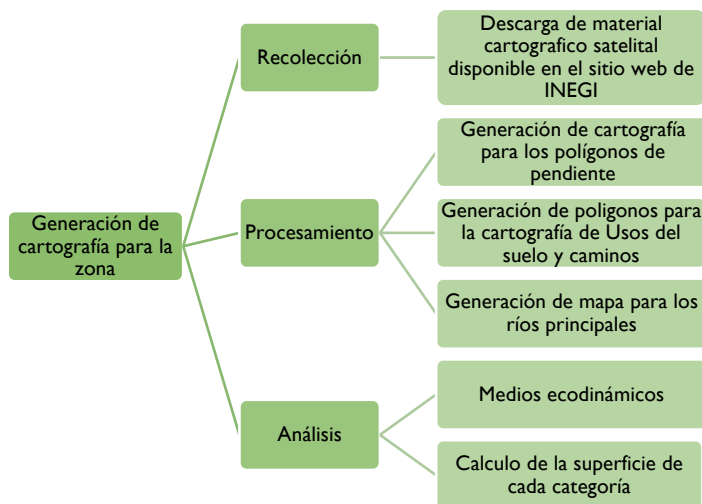 Generación de
cartografía para la
zona
Recolección
Descarga de material
cartografico satelital
disponible en el sitio web de
INEGI
Procesamiento
Generación de cartografía
para los polígonos de
pendiente
Generación de poligonos para
la cartografía de Usos del
suelo y caminos
Generación de mapa para los
ríos principales
Análisis
Medios ecodinámicos
Calculo de la superficie de
cada categoría